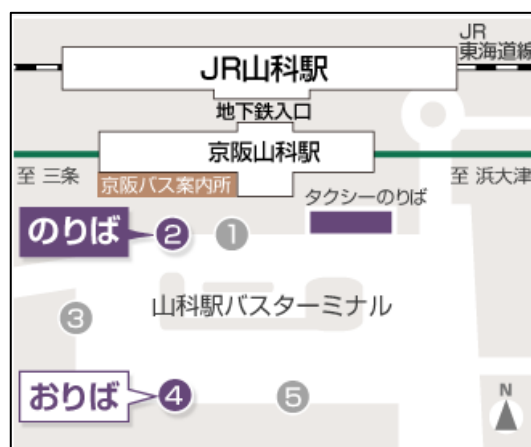 JR
東海道線
JR山科駅
地下鉄入口
京阪山科駅
至 三条
京阪バス案内所
タクシーのりば
至 浜大津
のりば
2
1
山科駅バスターミナル
3
おりば
4
5
N